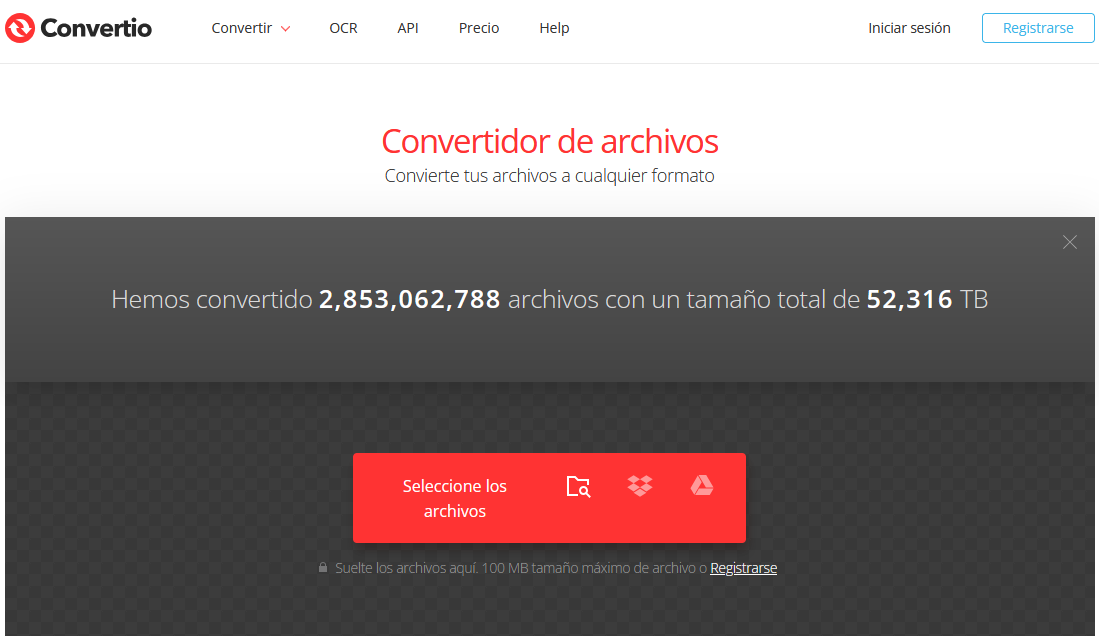 Convertio
Convertir
OCR
API
Precio
Help
Iniciar sesión
Registrarse
Convertidor de archivos
Convierte tus archivos a cualquier formato
Hemos convertido 2,853,062,788 archivos con un tamaño total de 52,316 TB
Seleccione los
archivos
Suelte los archivos aquí. 100 MB tamaño máximo de archivo o Registrarse